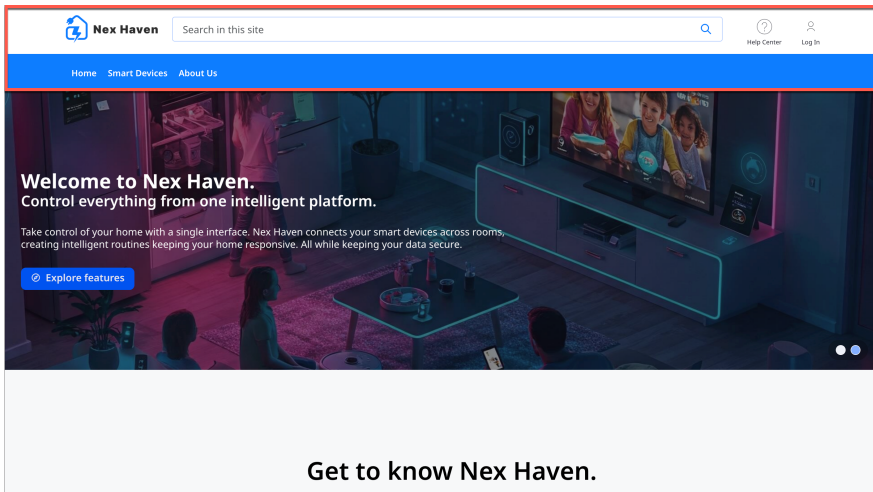 Nex Haven
Search in this site
Help Center
Log In
Home Smart Devices About Us
Welcome to Nex Haven.
Control everything from one intelligent platform.
Take control of your home with a single interface. Nex Haven connects your smart devices across rooms,
creating intelligent routines keeping your home responsive. All while keeping your data secure.
Explore features
Get to know Nex Haven.